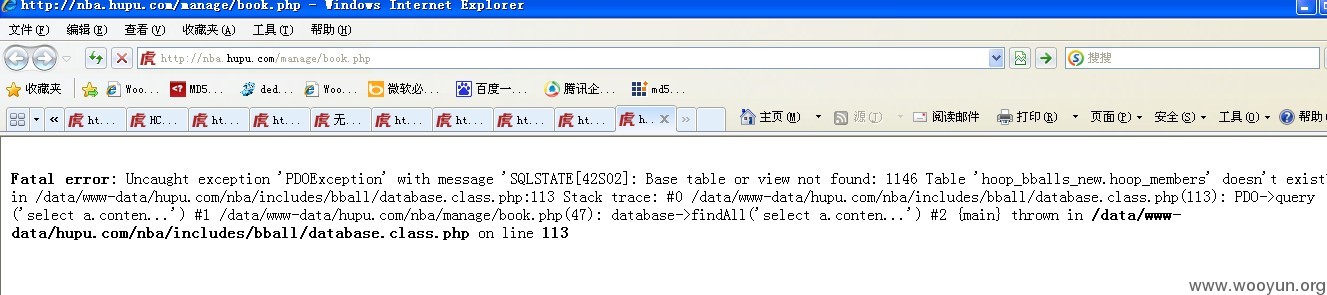 http://nba.hupu.com/manage/book.php - Windows Internet Explorer
文件(F) 编辑(E) 查看(V) 收藏夹(A) 工具(T) 帮助(H)
http://nba.hupu.com/manage/book.php 搜搜
收藏夹 Woo... MD5... ded... Woo... 微软必... 百度一... 腾讯企... md5...
ht... HC... ht... ht... 无... ht... ht... ht... ht... h... 主页(M) 源(J) 阅读邮件 打印(R) 页面(P) 安全(S) 工具(O) 帮助
Fatal error: Uncaught exception 'PDOException' with message 'SQLSTATE[42S02]: Base table or view not found: 1146 Table 'hoop_bballs_new.hoop_members' doesn't exist'
in /data/www-data/hupu.com/nba/includes/bball/database.class.php:113 Stack trace: #0 /data/www-data/hupu.com/nba/includes/bball/database.class.php(113): PDO->query
('select a.conten...') #1 /data/www-data/hupu.com/nba/manage/book.php(47): database->findAll('select a.conten...') #2 {main} thrown in /data/www-
data/hupu.com/nba/includes/bball/database.class.php on line 113
www.wooyun.org